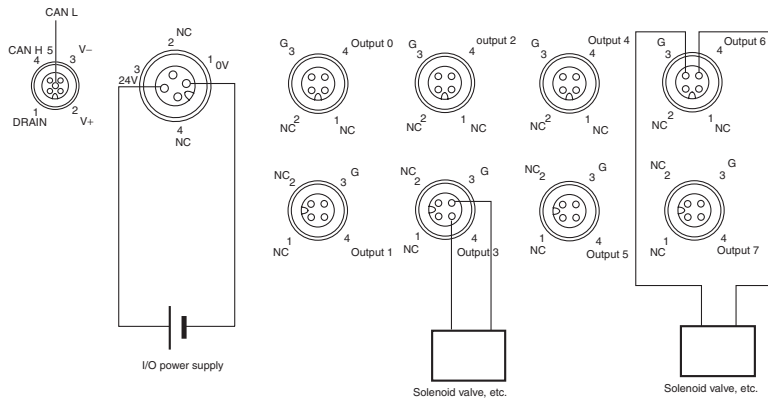 CAN L
CAN H 5
4 3 V–
1 2
DRAIN V+
NC
2
3 1 0V
24V
4
NC
I/O power supply
G
3 4 Output 0
NC 2 1 NC
G
3 4 output 2
NC 2 1 NC
G
3 4 Output 4
NC 2 1 NC
G
3 4 Output 6
NC 2 1 NC
NC 2 3 G
1 4
NC Output 1
NC 2 3 G
1 4
NC Output 3
NC 2 3 G
1 4
NC Output 5
NC 2 3 G
1 4
NC Output 7
Solenoid valve, etc.
Solenoid valve, etc.